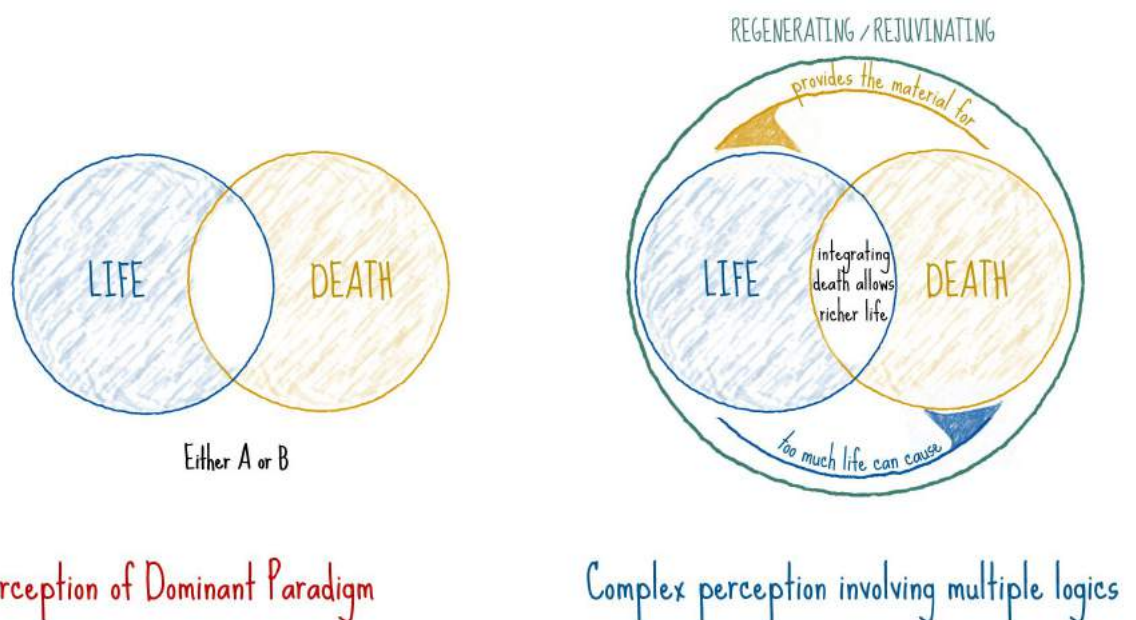 LIFE
DEATH
Either A or B
rception of Dominant Paradigm
REGENERATING / REJUVINATING
provides the material for
LIFE
integrating
death allows
richer life
DEATH
too much life can cause
Complex perception involving multiple logics